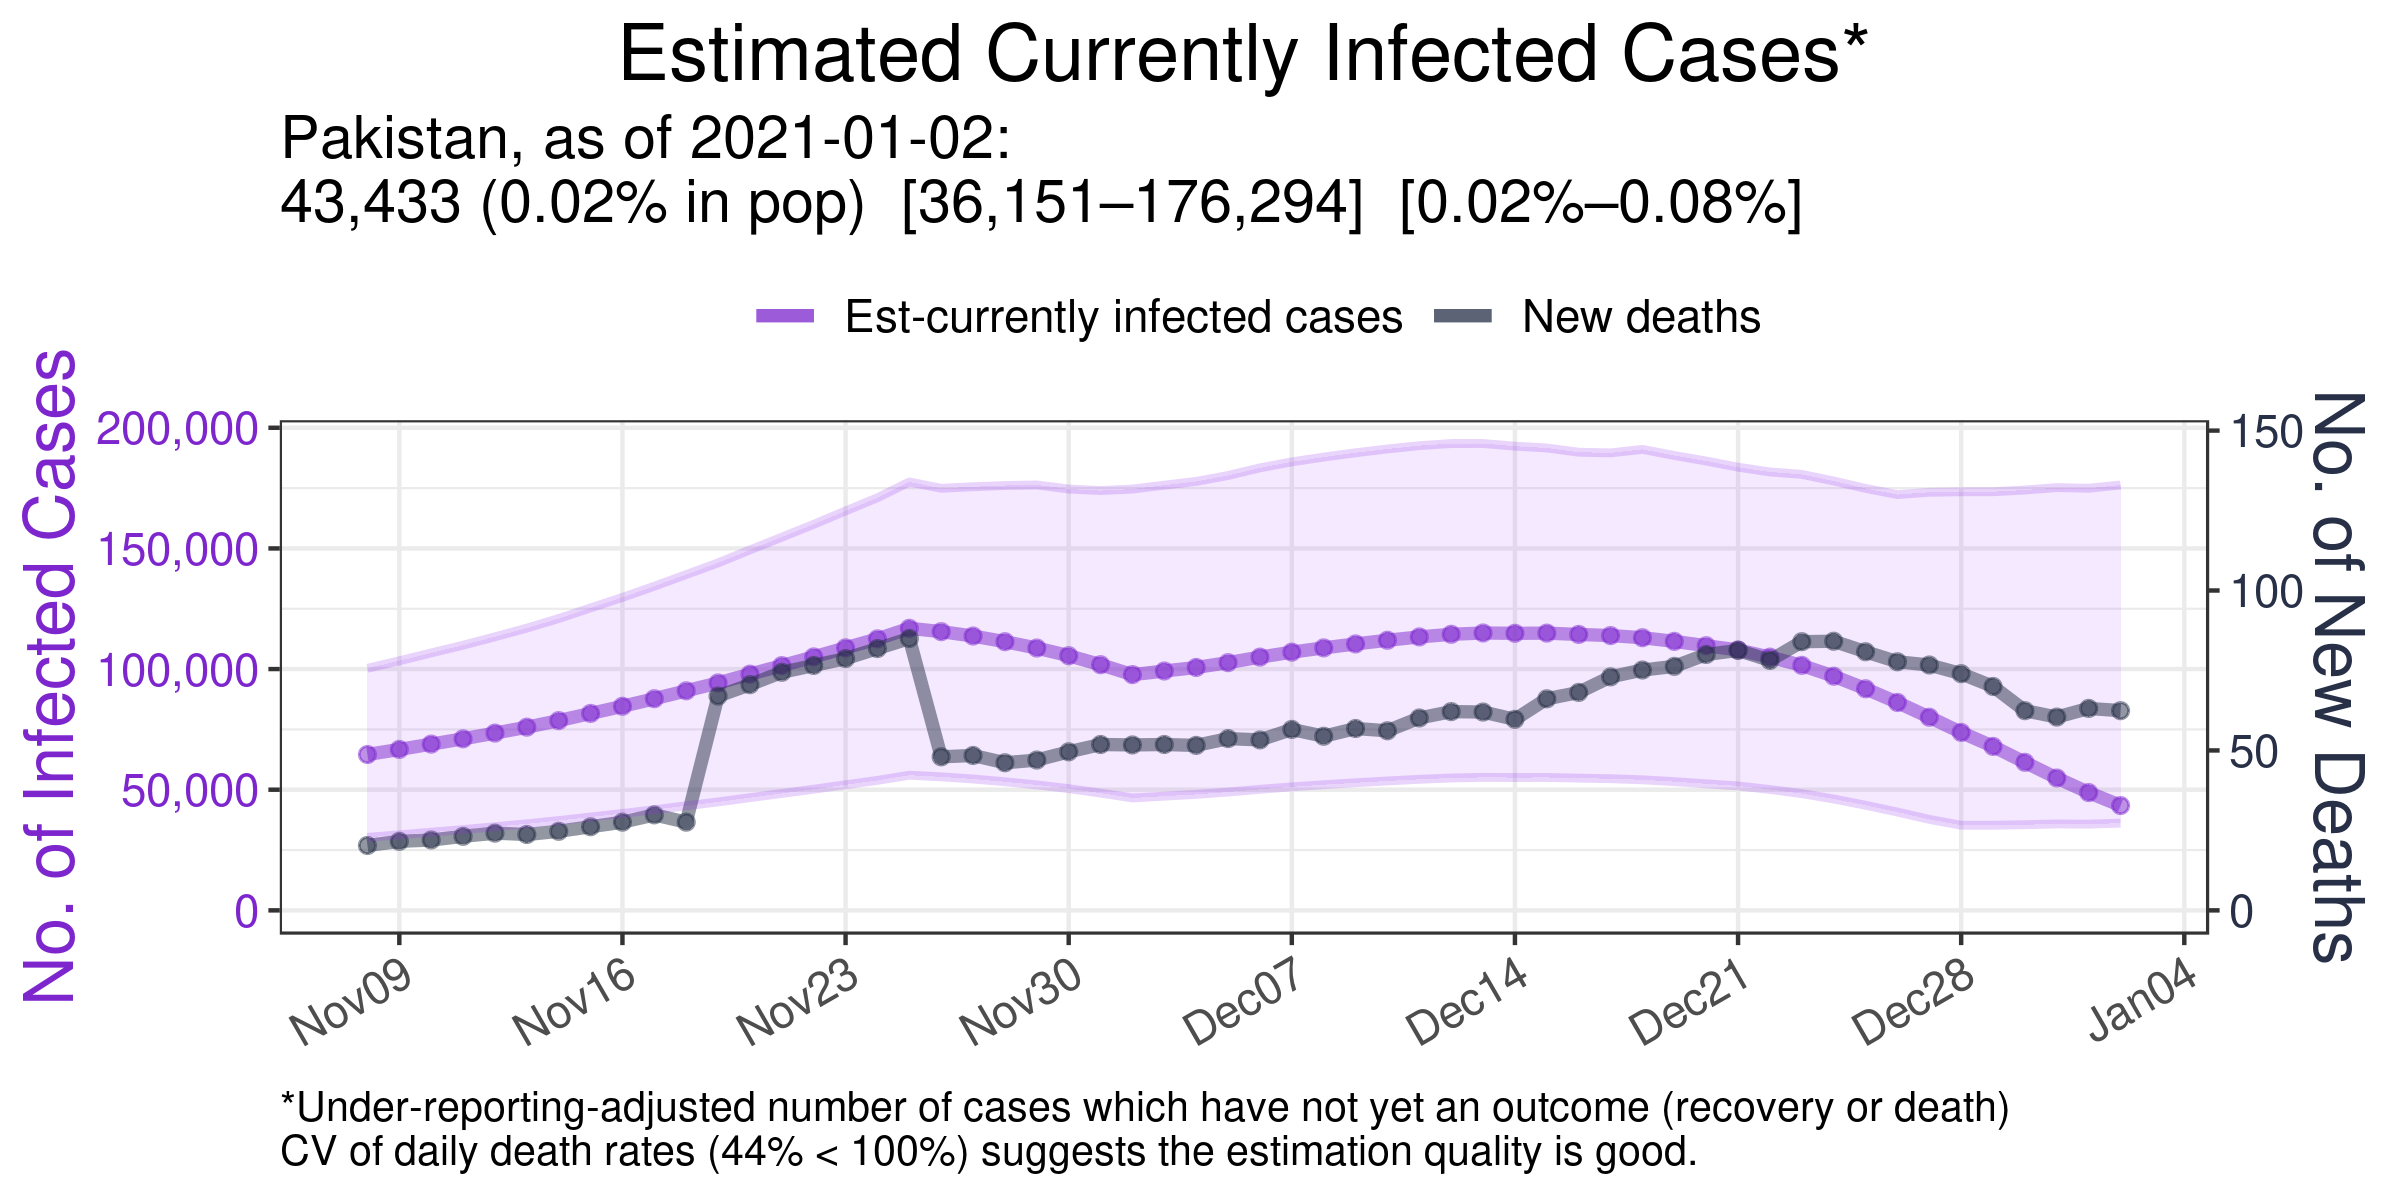 Estimated Currently Infected Cases*
Pakistan, as of 2021-01-02:
43,433 (0.02% in pop)  [36,151–176,294]  [0.02%–0.08%]
Est-currently infected cases
New deaths
No. of Infected Cases
200,000
150,000
100,000
50,000
0
150
100
50
0
No. of New Deaths
Nov09
Nov16
Nov23
Nov30
Dec07
Dec14
Dec21
Dec28
Jan04
*Under-reporting-adjusted number of cases which have not yet an outcome (recovery or death)
CV of daily death rates (44% < 100%) suggests the estimation quality is good.